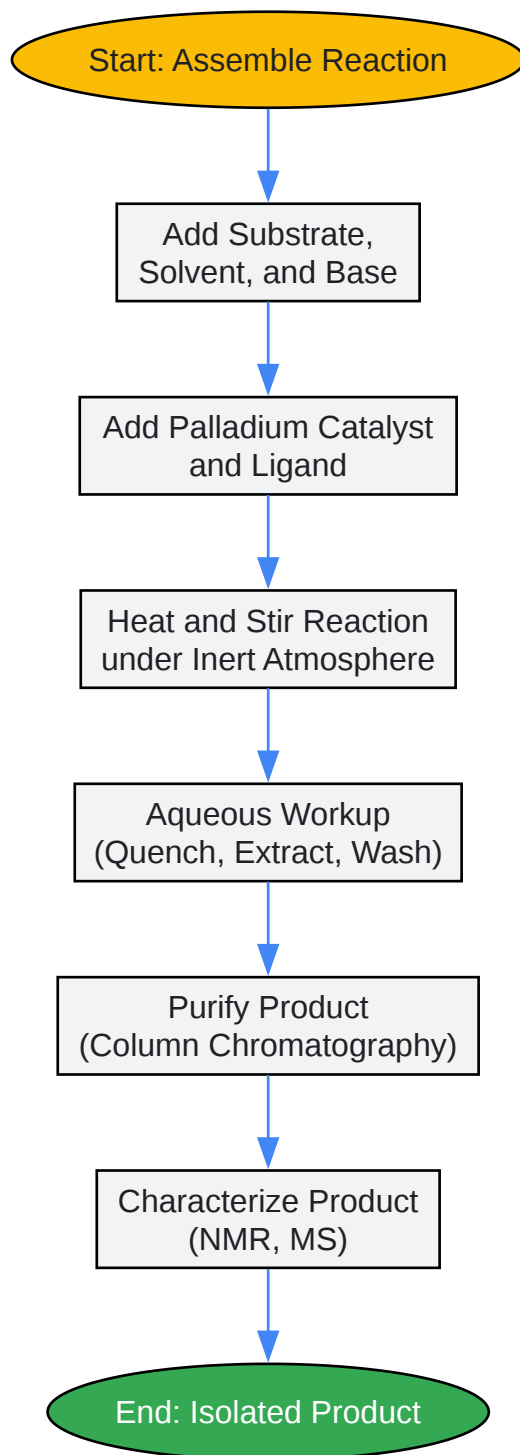 Start: Assemble Reaction
Add Substrate,
Solvent, and Base
Add Palladium Catalyst
and Ligand
Heat and Stir Reaction
under Inert Atmosphere
Aqueous Workup
(Quench, Extract, Wash)
Purify Product
(Column Chromatography)
Characterize Product
(NMR, MS)
End: Isolated Product